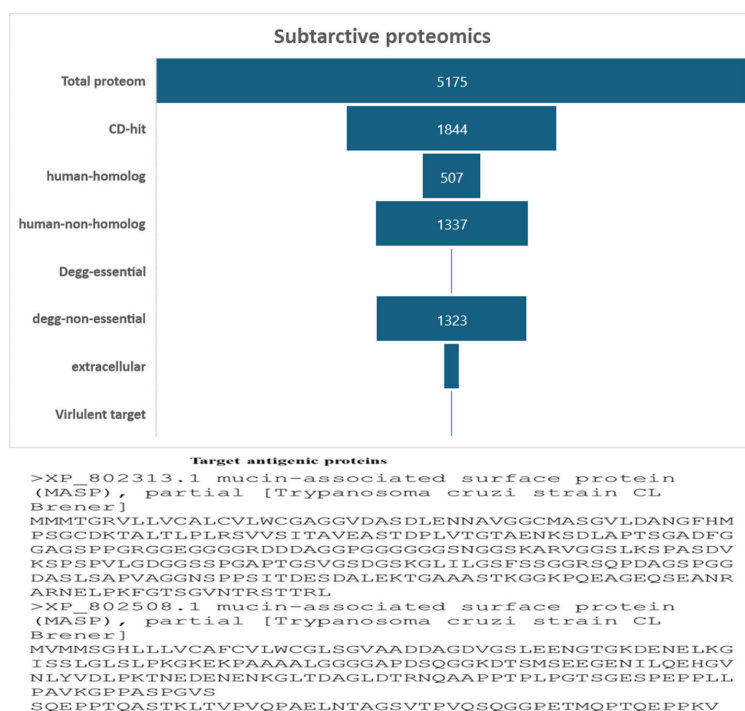 Subtarctive proteomics
Total proteom
5175
CD-hit
1844
human-homolog
507
human-non-homolog
1337
Degg-essential
degg-non-essential
1323
extracellular
Virlulent target
Target antigenic proteins
>XP_802313.1 mucin-associated surface protein
(MASP), partial [Trypanosoma cruzi strain CL
Brener]
MMMTGRVLLVCALCVLWCGAGGVDASDLENNAVGGCMASGVLDANGFHM
PSGCDKTALTLPLRSVVSITAVEASTDPLVTGTAENKSDLAPTSGADFG
GAGSPPGRGGEGGGGRDDDAGGPGGGGGGSNGGSKARVGGSLKSPASDV
KSPSPVLGDGGSSPGAPTGSVGSDGSKGLILGSFSSGGRSQPDAGSPGG
DASLSAPVAGGNSPPSITDESDALEKTGAAASTKGGKPQEAGEQSEANR
ARNELPKFGTSGVNTRSTTRL
>XP_802508.1 mucin-associated surface protein
(MASP), partial [Trypanosoma cruzi strain CL
Brener]
MVMMSGHLLLVCAFCVLWCGLSGVAADDAGDVGSLEENGTGKDENELKG
ISSLGLSLPKGKEKPAAAALGGGGAPDSQGGKDTSMSEEGENILQEHGV
NLYVDLPKTNEDENENKGLTDAGLDTRNQAAPPTPLPGTSGESPEPPLL
PAVKGPPASPGVS
SQEPPTQASTKLTVPVQPAELNTAGSVTPVQSQGGPETMQPTQEPPKV